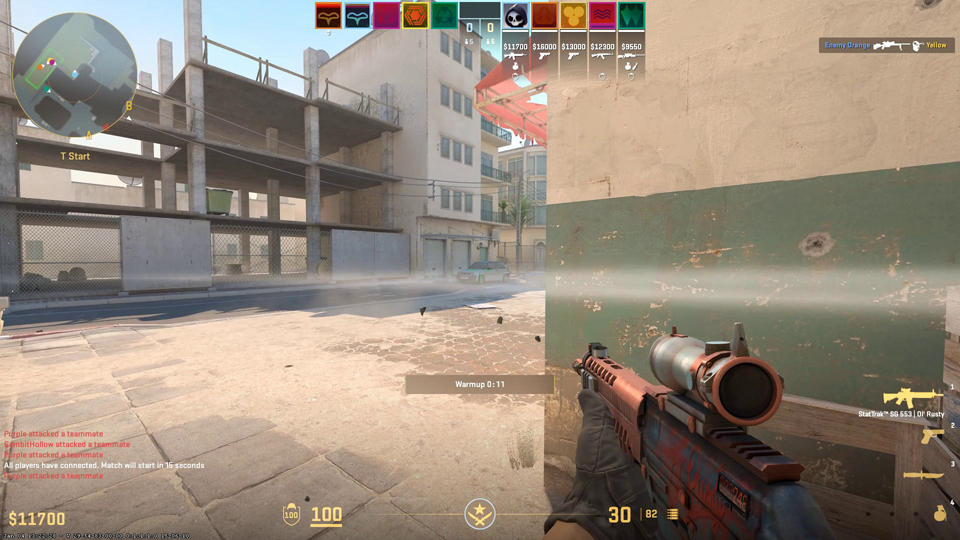 0 0
5 5
$11700 $16000 $13000 $12300 $9550
Enemy Orange Yellow
B
A
T Start
Warmup 0:11
1
StatTrak™ SG 553 | Ol' Rusty
2
3
4
Purple attacked a teammate
GambitHollow attacked a teammate
Purple attacked a teammate
All players have connected. Match will start in 15 seconds
Purple attacked a teammate
$11700
100 100
30 | 82